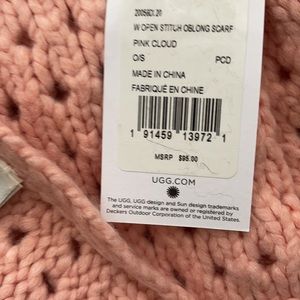 W OPEN STITCH OBLONG SCARF
PINK CLOUD
O/S PCD
MADE IN CHINA
FABRIQUÉ EN CHINE
1 91459 13972 1
MSRP $95.00
UGG.COM
The UGG, UGG design and Sun design trademarks
and service marks are owned or registered by
Deckers Outdoor Corporation of the United States.